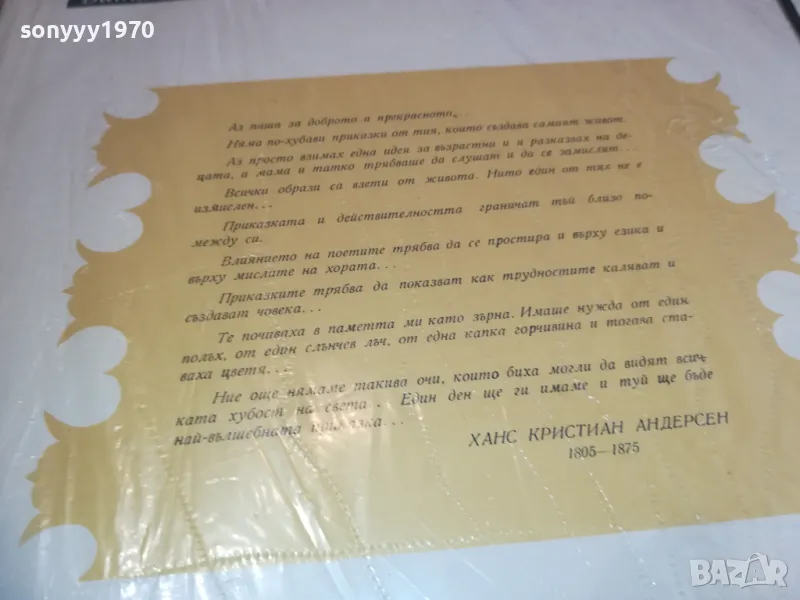 sonyyy1970
Аз пиша за доброто и прекрасното...
Няма по-хубави приказки от тия, които създава самият живот.
Аз просто взимах една идея за възрастни и я разказвах на де-
цата, а мама и татко трябваше да слушат и да се замислят...
Всички образи са взети от живота. Нито един от тях не е
измислен...
Приказката и действителността граничат тъй близо по-
между си.
Влиянието на поетите трябва да се простира и върху езика и
върху мислите на хората...
Приказките трябва да показват как трудностите каляват и
създават човека...
Те почиваха в паметта ми като зърна. Имаше нужда от един
полъх, от един слънчев лъч, от една капка горчивина и тогава ста-
ваха цветя...
Ние още нямаме такива очи, които биха могли да видят всич-
ката хубост на света.. Един ден ще ги имаме и туй ще бъде
най-вълшебната приказка...
ХАНС КРИСТИАН АНДЕРСЕН
1805—1875
BAZAR